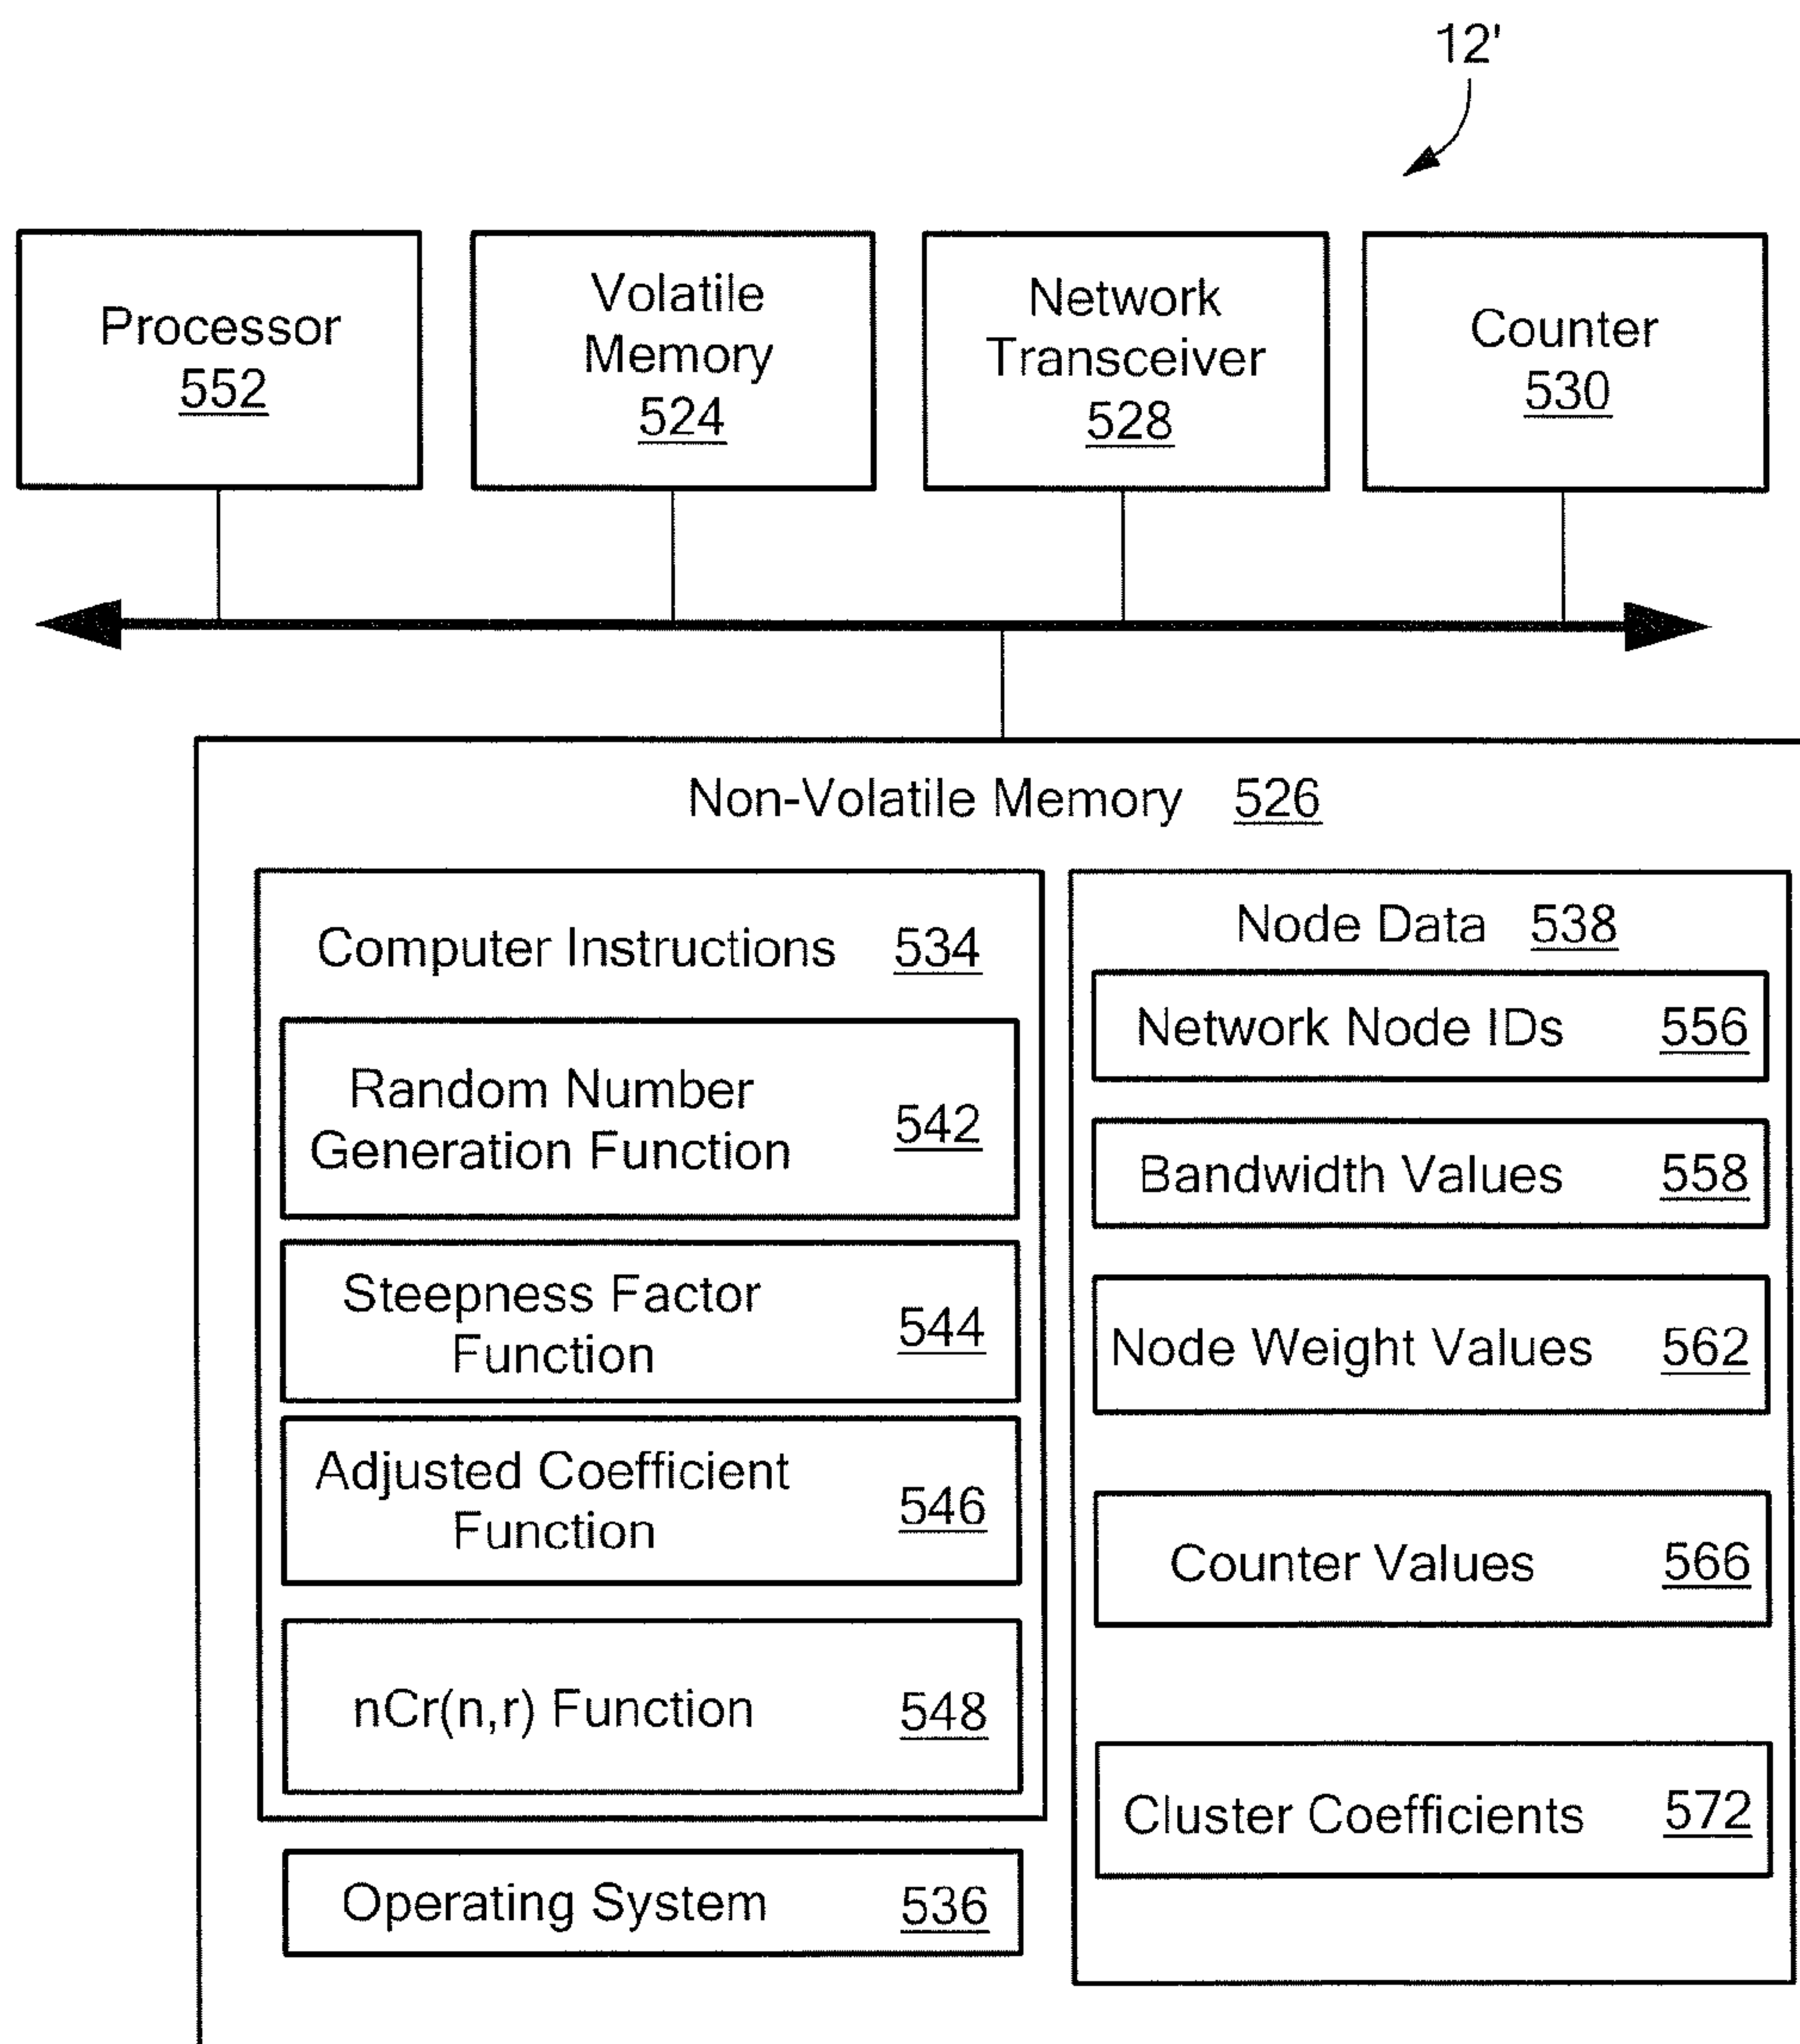 12'
Processor
552
Volatile
Memory
524
Network
Transceiver
528
Counter
530
Non-Volatile Memory 526
Computer Instructions 534
Random Number
Generation Function 542
Steepness Factor
Function 544
Adjusted Coefficient
Function 546
nCr(n,r) Function 548
Operating System 536
Node Data 538
Network Node IDs 556
Bandwidth Values 558
Node Weight Values 562
Counter Values 566
Cluster Coefficients 572